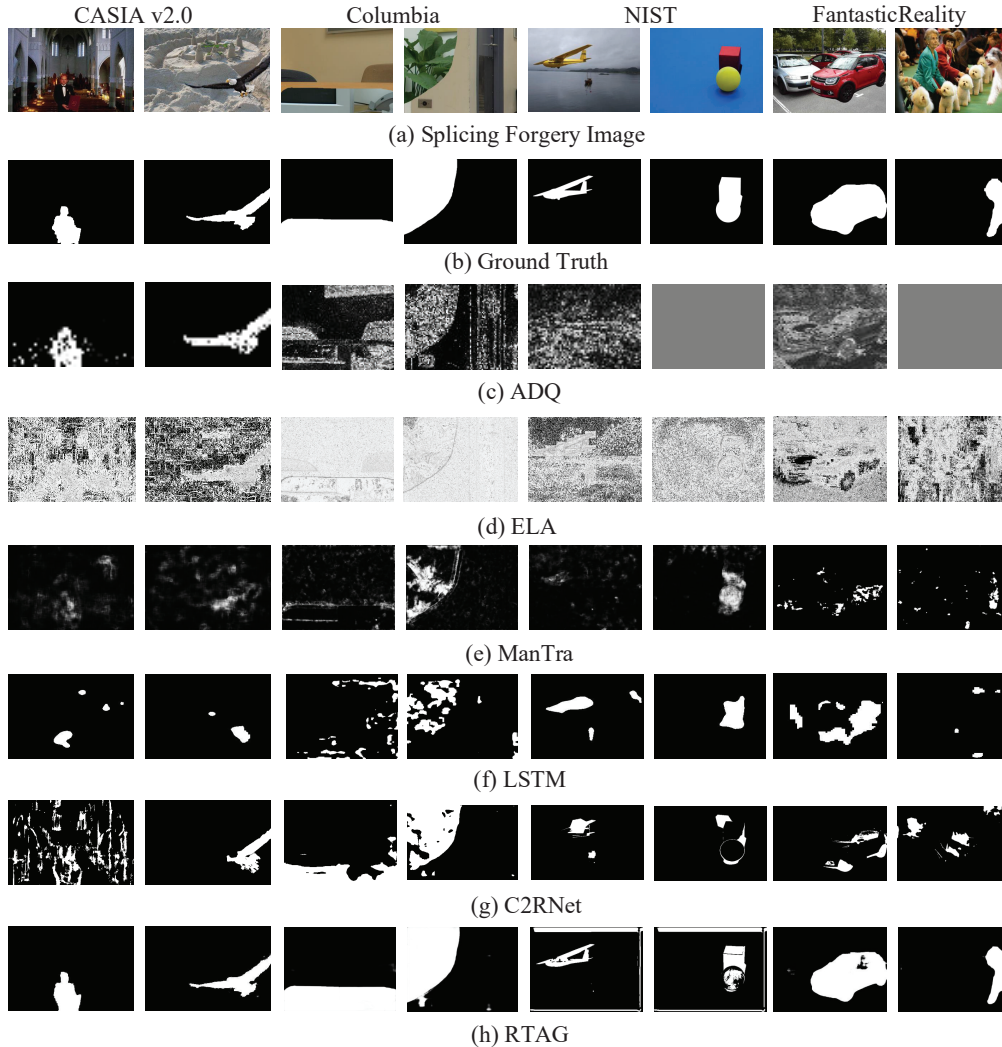 CASIA v2.0 Columbia NIST FantasticReality
(a) Splicing Forgery Image
(b) Ground Truth
(c) ADQ
(d) ELA
(e) ManTra
(f) LSTM
(g) C2RNet
(h) RTAG